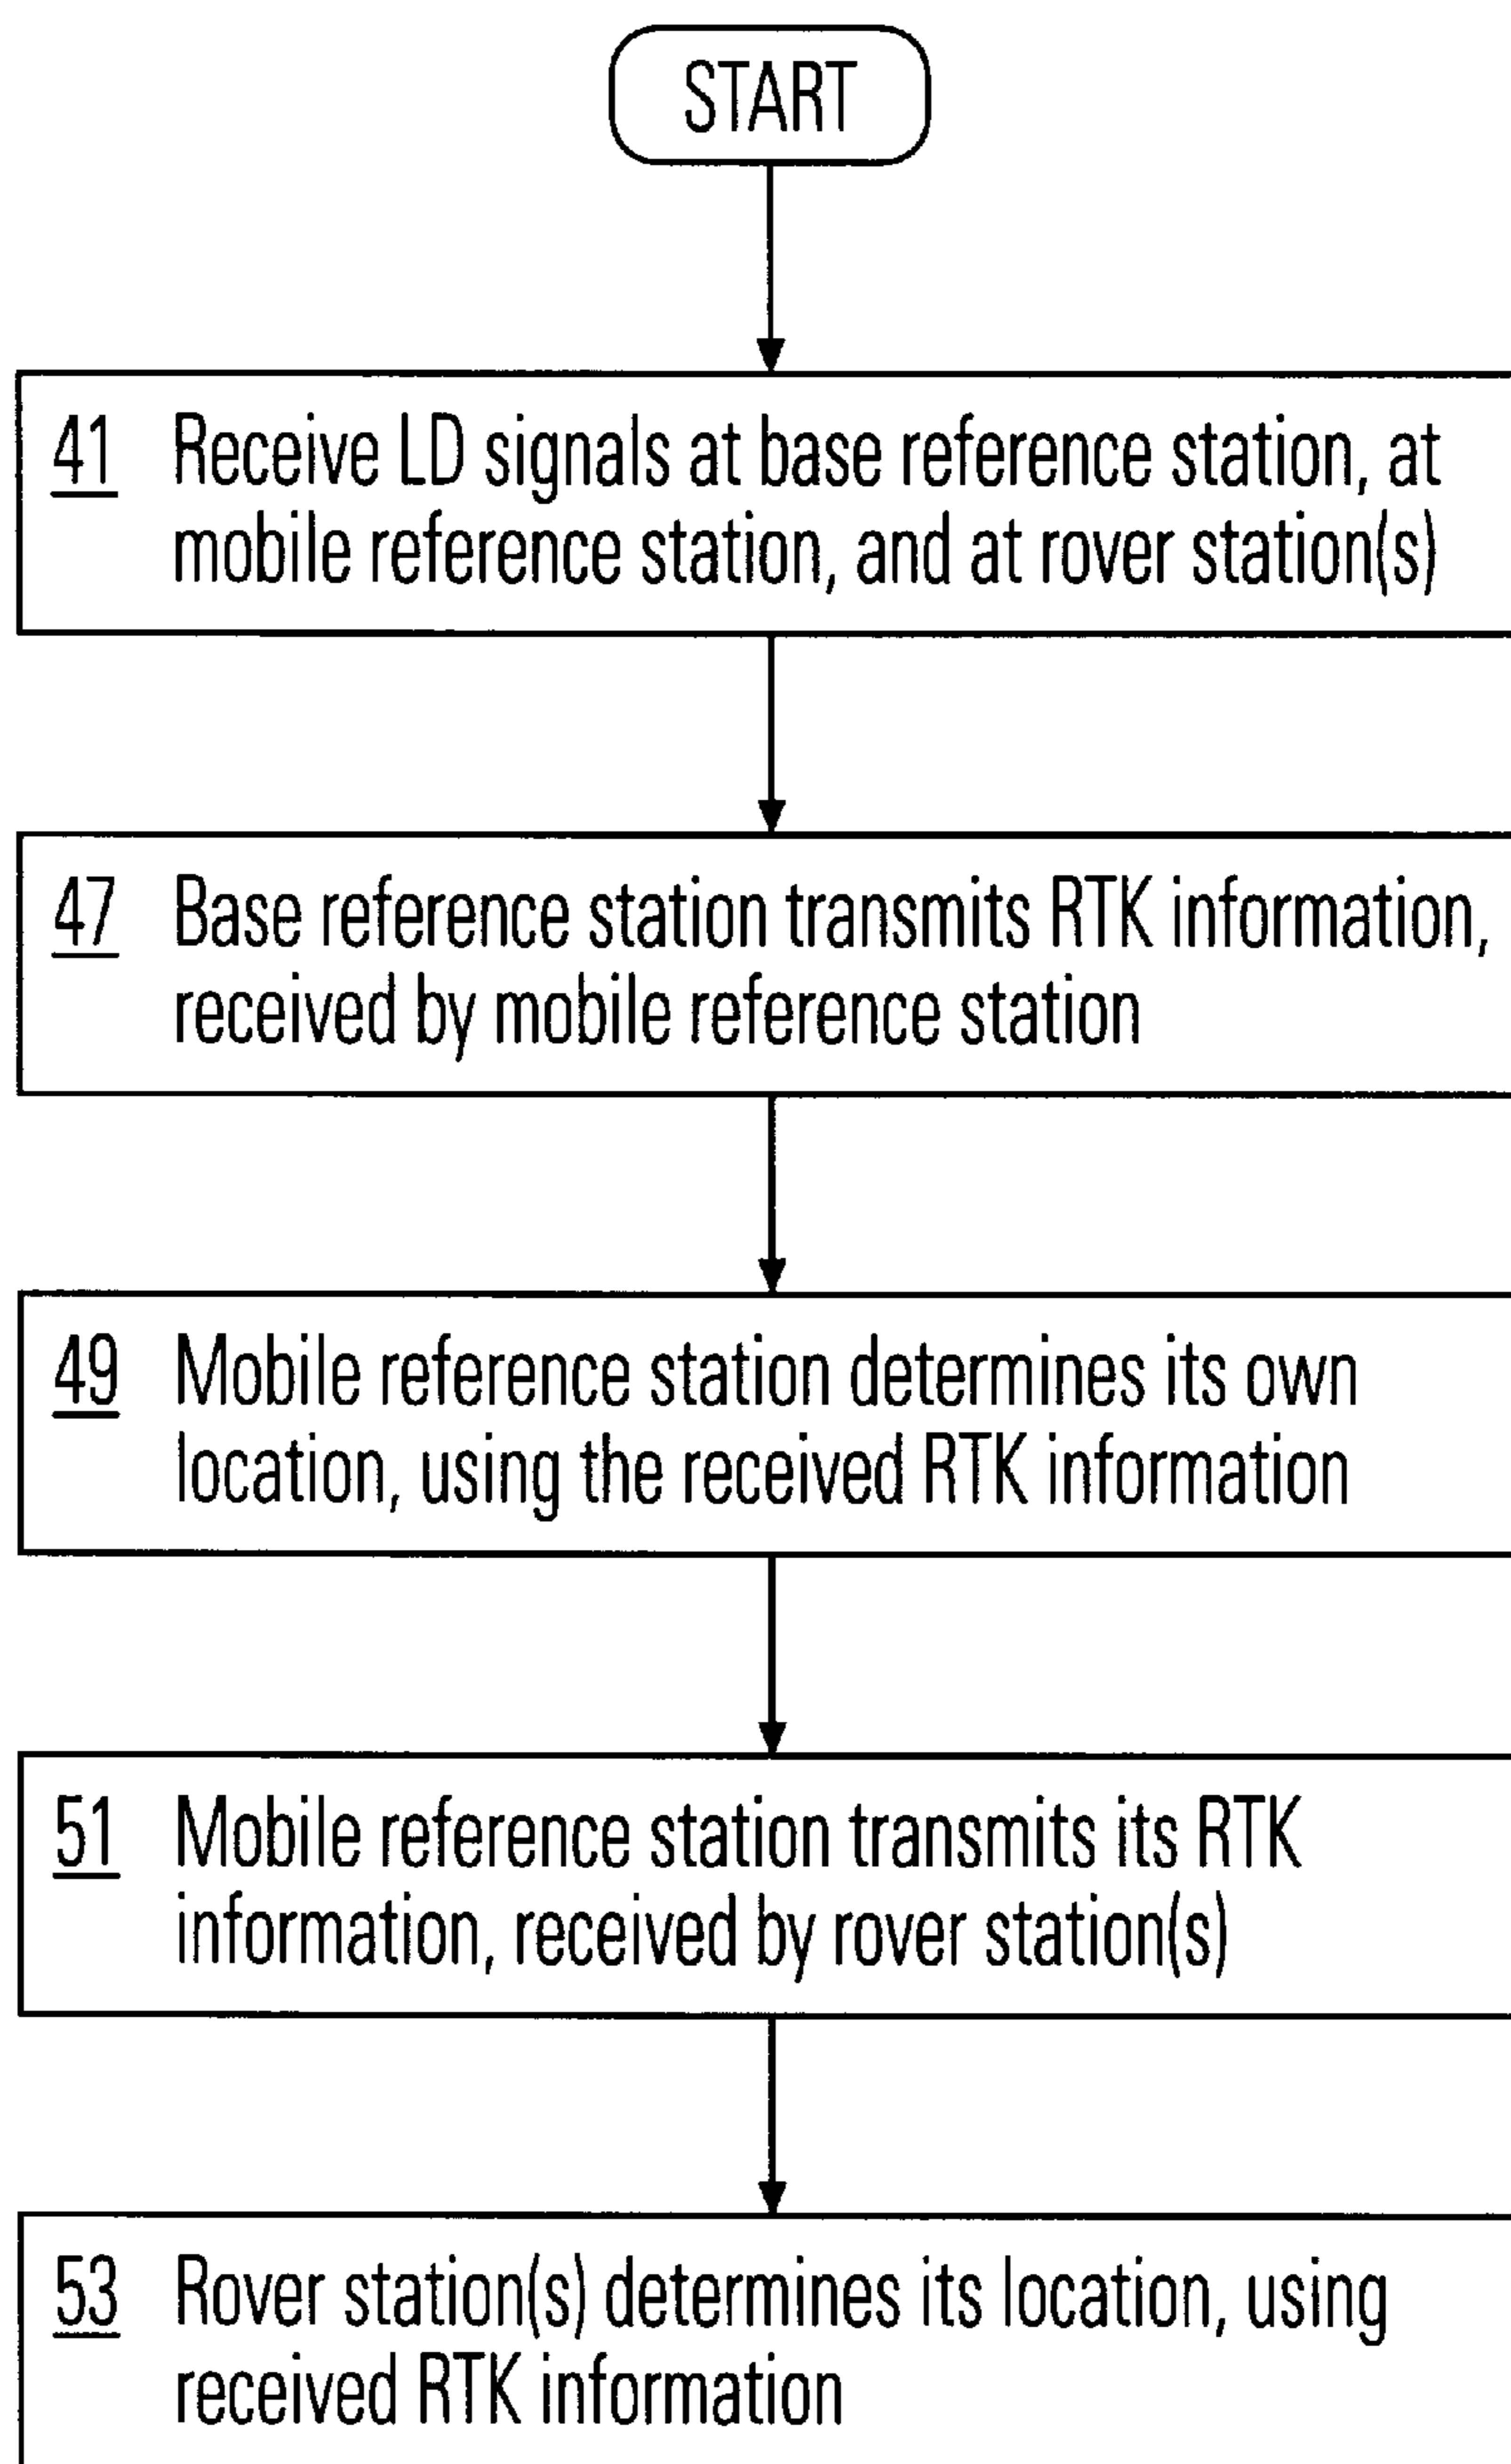 START
41 Receive LD signals at base reference station, at
mobile reference station, and at rover station(s)
47 Base reference station transmits RTK information,
received by mobile reference station
49 Mobile reference station determines its own
location, using the received RTK information
51 Mobile reference station transmits its RTK
information, received by rover station(s)
53 Rover station(s) determines its location, using
received RTK information